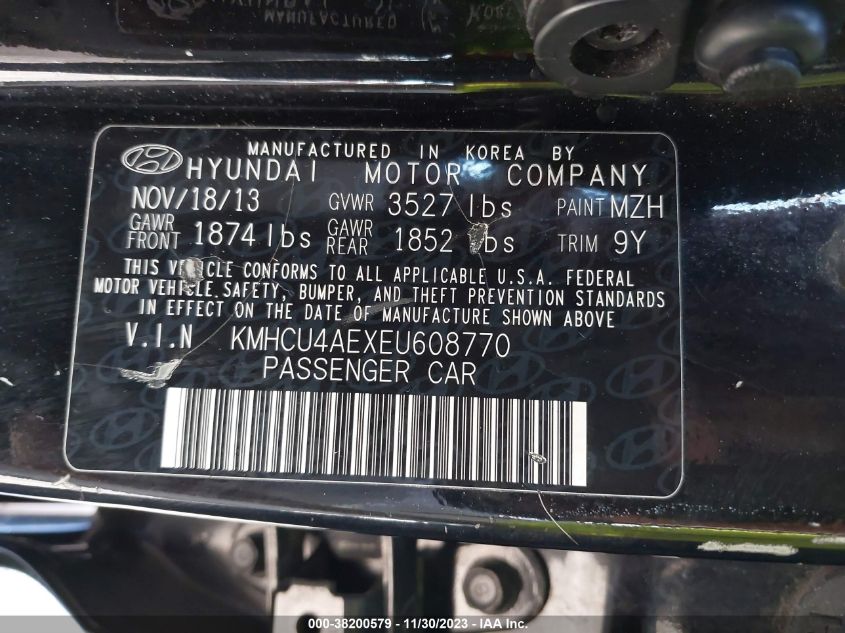 MANUFACTURED IN KOREA BY
HYUNDAI MOTOR COMPANY
NOV/18/13 GVWR 3527 lbs PAINT MZH
GAWR FRONT 1874 lbs GAWR REAR 1852 lbs TRIM 9Y
THIS VEHICLE CONFORMS TO ALL APPLICABLE U.S.A. FEDERAL
MOTOR VEHICLE SAFETY, BUMPER, AND THEFT PREVENTION STANDARDS
IN EFFECT ON THE DATE OF MANUFACTURE SHOWN ABOVE
V.I.N KMHCU4AEXEU608770
PASSENGER CAR
000-38200579 - 11/30/2023 - IAA Inc.